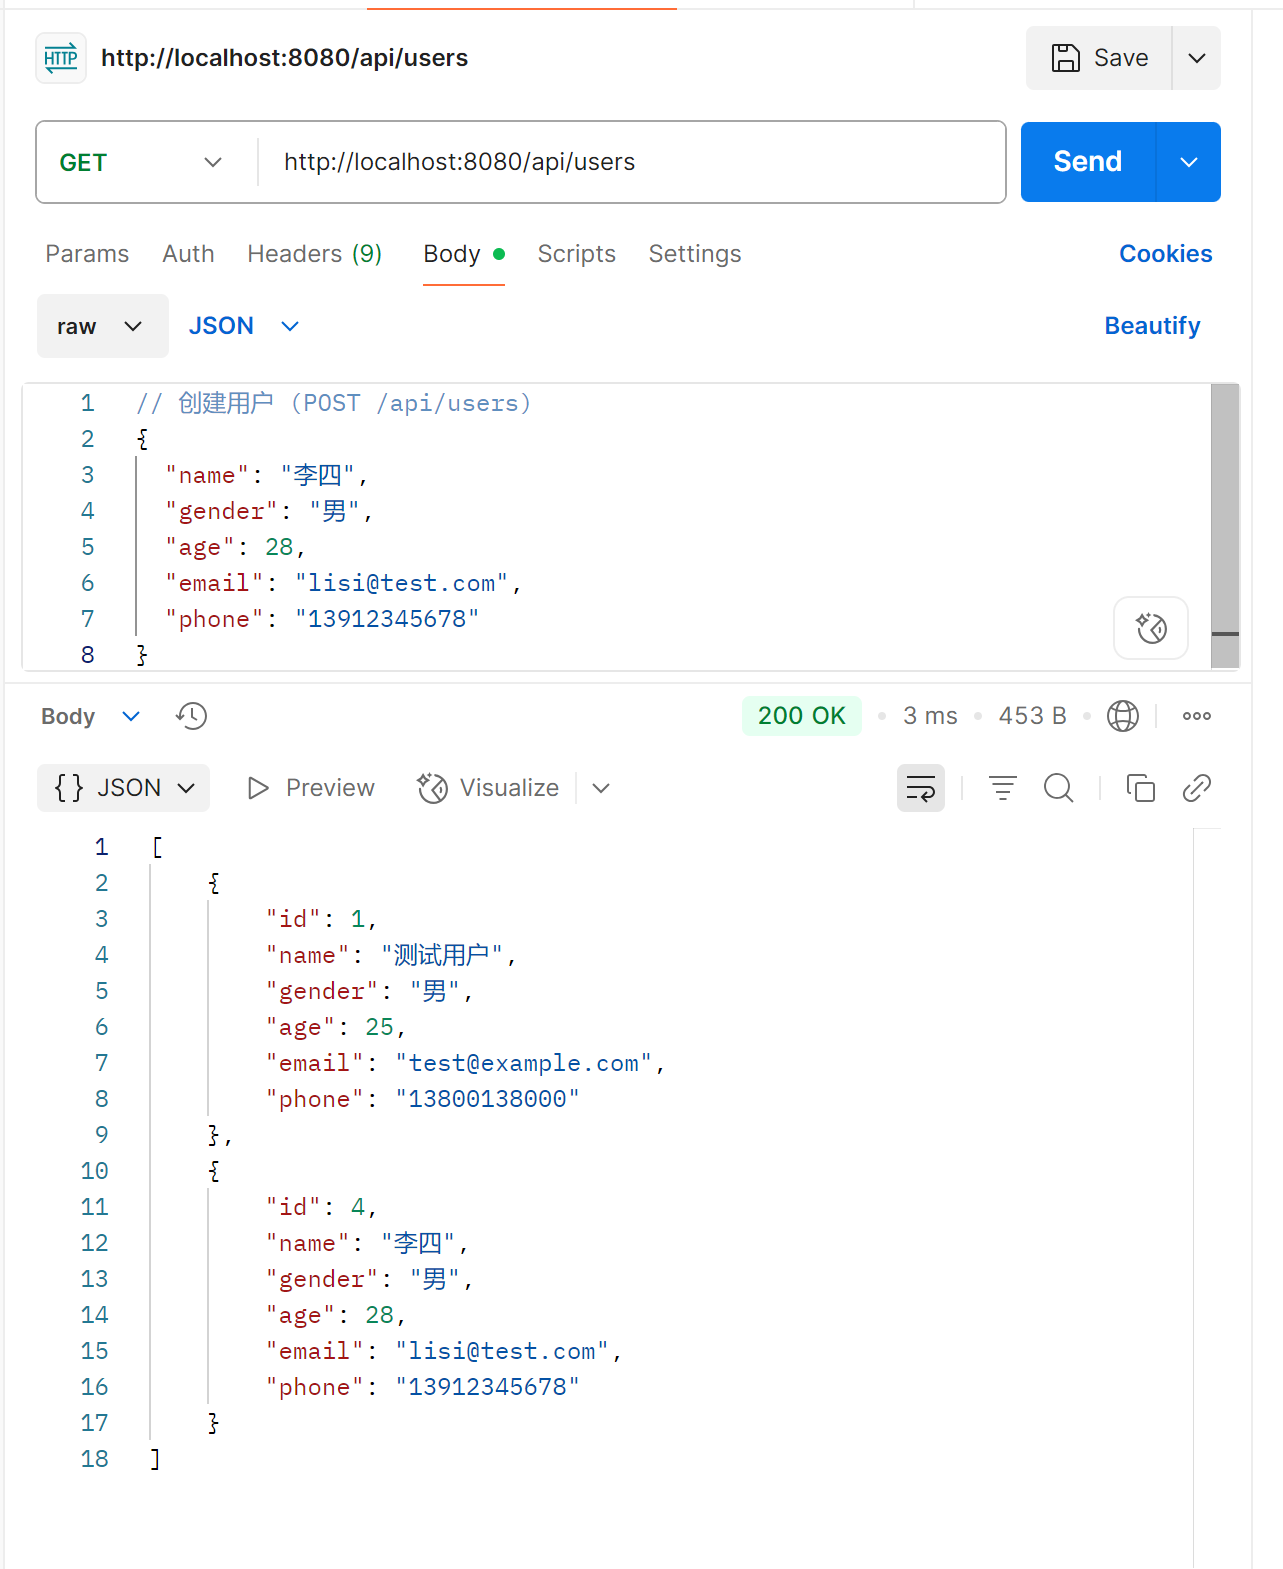 HTTP http://localhost:8080/api/users Save
GET http://localhost:8080/api/users Send
Params Auth Headers (9) Body Scripts Settings Cookies
raw JSON Beautify
1 // 创建用户（POST /api/users）
2 {
3 "name": "李四",
4 "gender": "男",
5 "age": 28,
6 "email": "lisi@test.com",
7 "phone": "13912345678"
8 }
Body 200 OK 3 ms 453 B
{} JSON Preview Visualize
1 [
2 {
3 "id": 1,
4 "name": "测试用户",
5 "gender": "男",
6 "age": 25,
7 "email": "test@example.com",
8 "phone": "13800138000"
9 },
10 {
11 "id": 4,
12 "name": "李四",
13 "gender": "男",
14 "age": 28,
15 "email": "lisi@test.com",
16 "phone": "13912345678"
17 }
18 ]